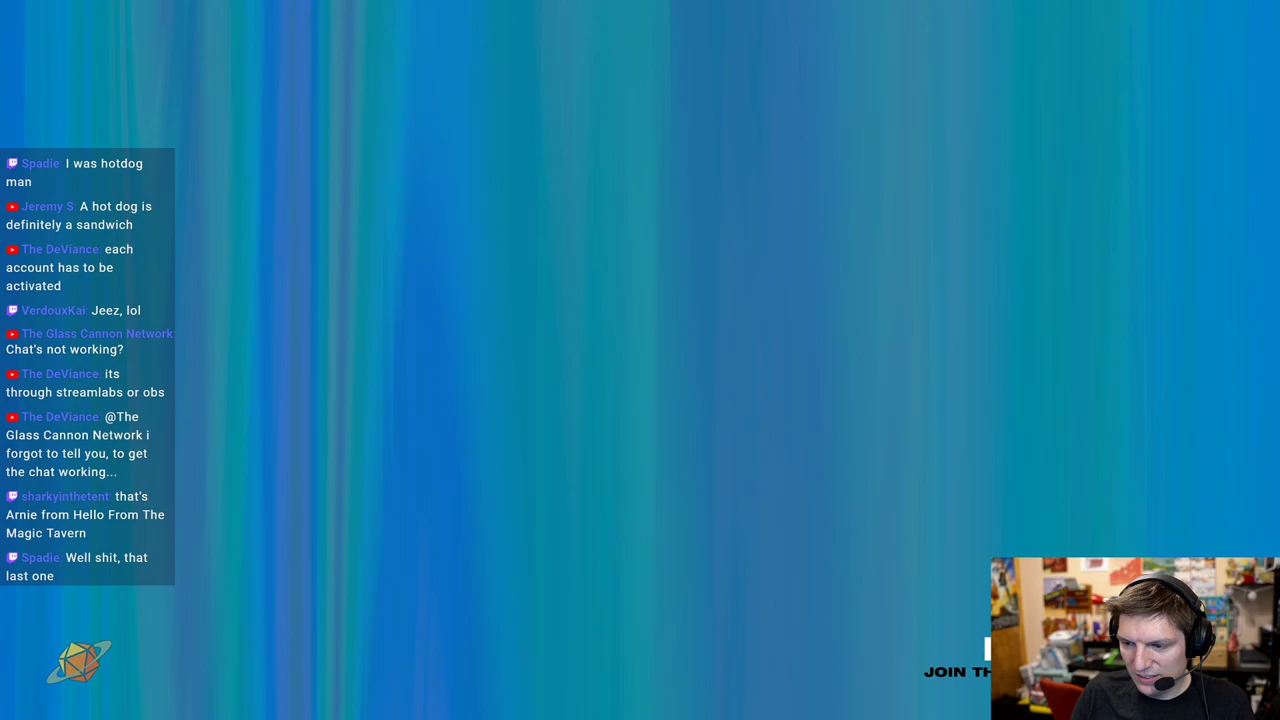 Spadie: I was hotdog
man
Jeremy S: A hot dog is
definitely a sandwich
The DeViance: each
account has to be
activated
VerdouxKai: Jeez, lol
The Glass Cannon Network:
Chat's not working?
The DeViance: its
through streamlabs or obs
The DeViance: @The
Glass Cannon Network i
forgot to tell you, to get
the chat working...
sharkyinthetent: that's
Arnie from Hello From The
Magic Tavern
Spadie: Well shit, that
last one
JOIN TH